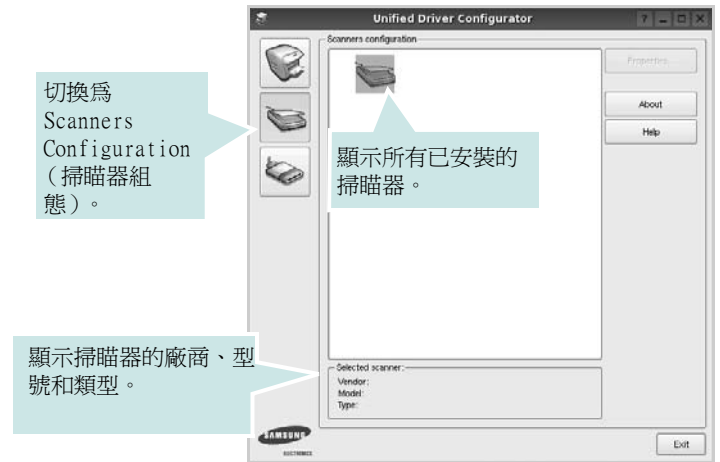 Unified Driver Configurator
Scanners configuration
Properties...
About
Help
切換爲
Scanners
Configuration
（掃瞄器組
態）。
顯示所有已安裝的
掃瞄器。
顯示掃瞄器的廠商、型
號和類型。
Selected scanner:
Vendor:
Model:
Type:
SAMSUNG
ELECTRONICS
Exit